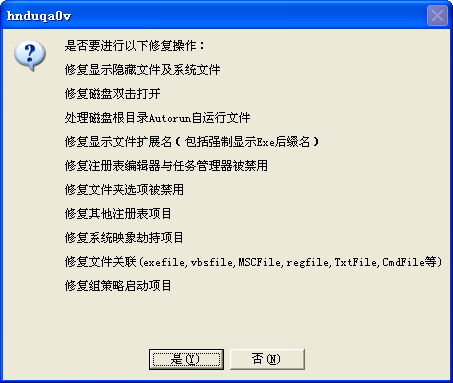 hnduqa0v
是否要进行以下修复操作：
修复显示隐藏文件及系统文件
修复磁盘双击打开
处理磁盘根目录Autorun自运行文件
修复显示文件扩展名（包括强制显示Exe后缀名）
修复注册表编辑器与任务管理器被禁用
修复文件夹选项被禁用
修复其他注册表项目
修复系统映象劫持项目
修复文件关联(exefile,vbsfile,MSCFile,regfile,TxtFile,CmdFile等)
修复组策略启动项目
是(Y) 否(N)